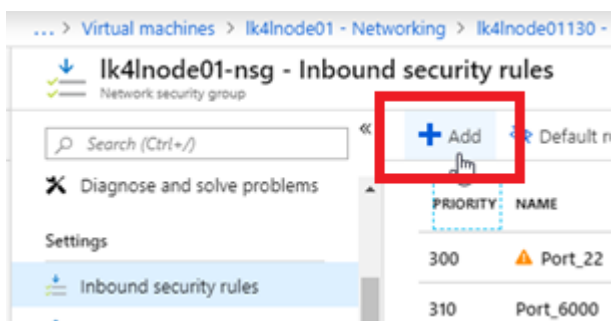 ... > Virtual machines > lk4lnode01 - Networking > lk4lnode01130 -
lk4lnode01-nsg - Inbound security rules
Network security group
Search (Ctrl+/)
«
+ Add
Default
Diagnose and solve problems
PRIORITY NAME
Settings
300 Port_22
Inbound security rules
310 Port_6000